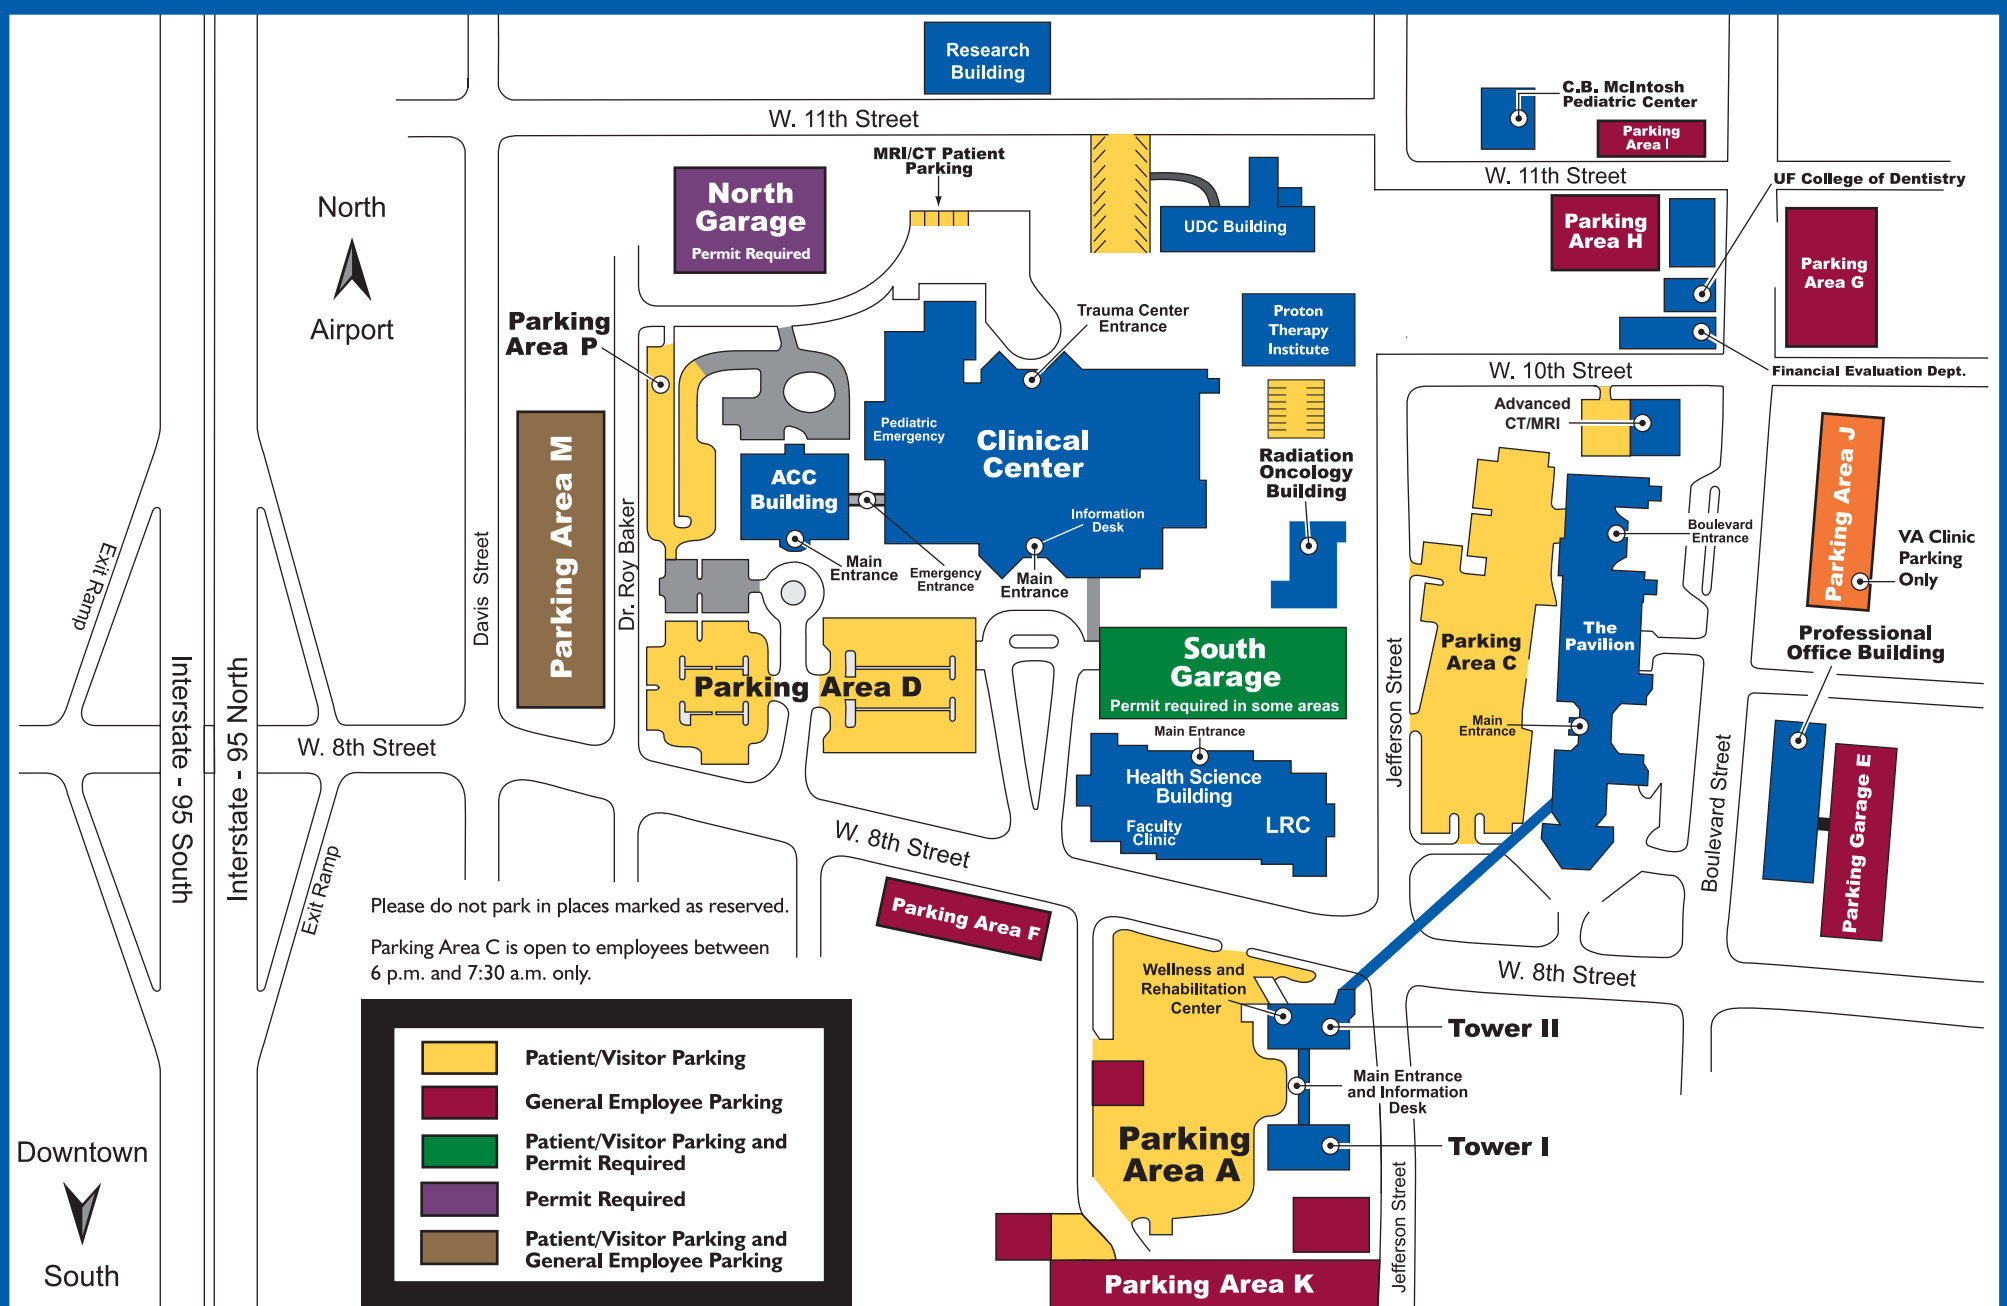 Research
Building
C.B. McIntosh
Pediatric Center
W. 11th Street
Parking
Area I
MRI/CT Patient
Parking
W. 11th Street
UF College of Dentistry
North
Airport
North
Garage
Permit Required
UDC Building
Parking
Area H
Parking
Area G
Parking
Area P
Trauma Center
Entrance
Proton
Therapy
Institute
W. 10th Street
Financial Evaluation Dept.
Advanced
CT/MRI
Pediatric
Emergency
Clinical
Center
Parking Area M
ACC
Building
Radiation
Oncology
Building
Parking Area J
Information
Desk
Boulevard
Entrance
VA Clinic
Parking
Only
Main
Entrance
Emergency
Entrance
Main
Entrance
Exit Ramp
Davis Street
Dr. Roy Baker
South
Garage
Permit required in some areas
Parking
Area C
The
Pavilion
Professional
Office Building
Parking Area D
Jefferson Street
Interstate - 95 South
Interstate - 95 North
W. 8th Street
Main Entrance
Main
Entrance
Health Science
Building
Faculty
Clinic
LRC
Boulevard Street
Parking Garage E
W. 8th Street
Exit Ramp
Parking Area F
Please do not park in places marked as reserved.
Parking Area C is open to employees between
6 p.m. and 7:30 a.m. only.
Wellness and
Rehabilitation
Center
W. 8th Street
Tower II
Main Entrance
and Information
Desk
Tower I
Parking
Area A
Jefferson Street
Parking Area K
Patient/Visitor Parking
General Employee Parking
Patient/Visitor Parking and
Permit Required
Permit Required
Patient/Visitor Parking and
General Employee Parking
Downtown
South